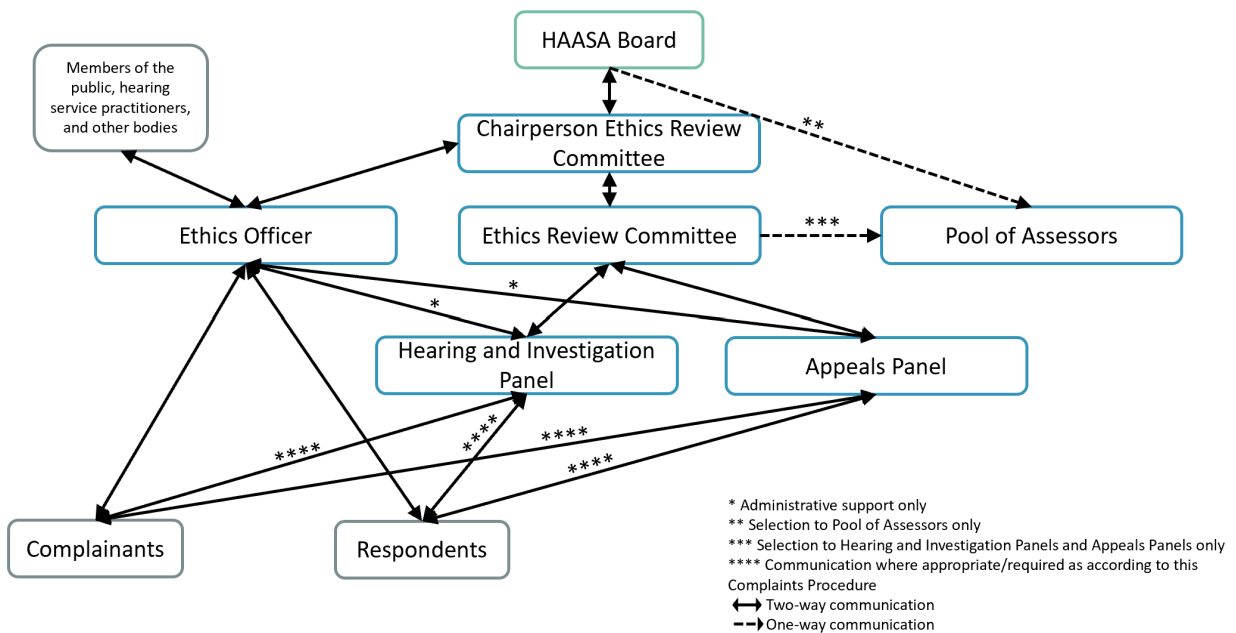 HAASA Board
Members of the
public, hearing
service practitioners,
and other bodies
Chairperson Ethics Review
Committee
**
Ethics Officer
Ethics Review Committee
***
Pool of Assessors
*
*
Hearing and Investigation
Panel
Appeals Panel
****
****
****
****
Complainants
Respondents
* Administrative support only
** Selection to Pool of Assessors only
*** Selection to Hearing and Investigation Panels and Appeals Panels only
**** Communication where appropriate/required as according to this
Complaints Procedure
Two-way communication
One-way communication